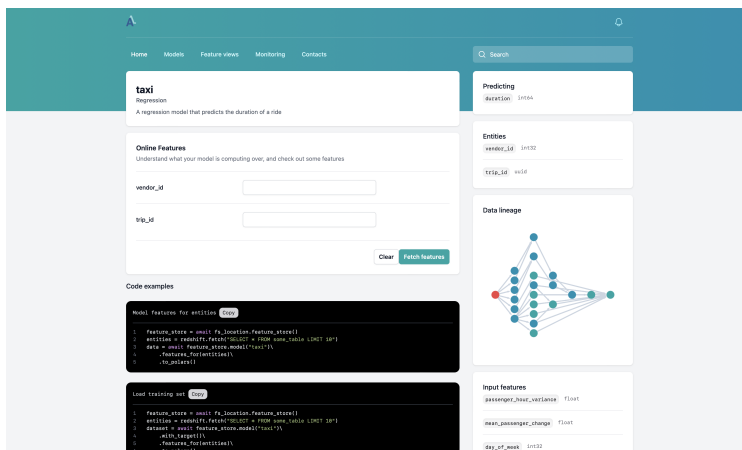 Home Models Feature views Monitoring Contacts
Search
taxi
Regression
A regression model that predicts the duration of a ride
Online Features
Understand what your model is computing over, and check out some features
vendor_id
trip_id
Clear Fetch features
Code examples
Model features for entities Copy
1 feature_store = await fs_location.feature_store()
2 entities = redshift.fetch("SELECT * FROM some_table LIMIT 10")
3 data = await feature_store.model("taxi")\
4 .features_for(entities)\
5 .to_polars()
Load training set Copy
1 feature_store = await fs_location.feature_store()
2 entities = redshift.fetch("SELECT * FROM some_table LIMIT 10")
3 dataset = await feature_store.model("taxi")\
4 .with_target()\
5 .features_for(entities)\
Predicting
duration int64
Entities
vendor_id int32
trip_id uuid
Data lineage
Input features
passenger_hour_variance float
mean_passenger_change float
day_of_week int32